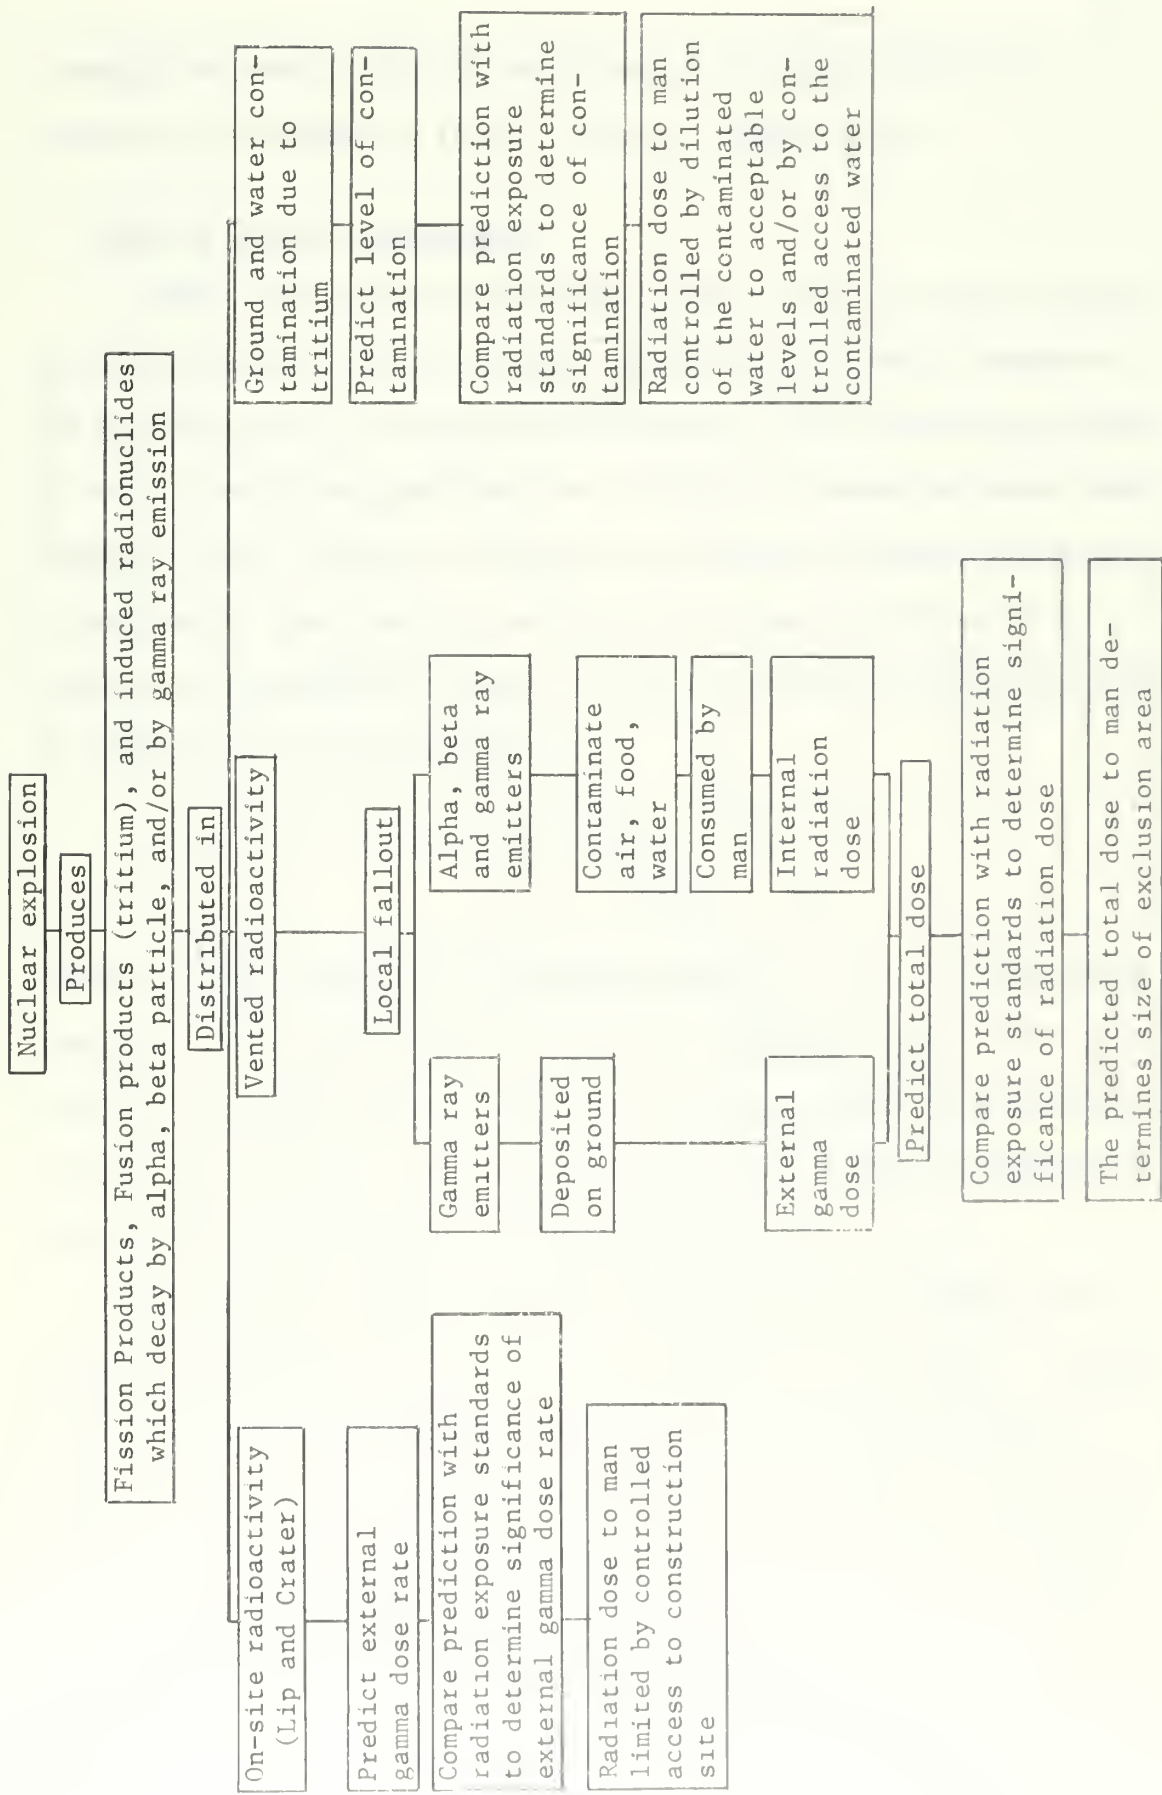 Nuclear explosion
Produces
Fission Products, Fusion products (tritium), and induced radionuclides
which decay by alpha, beta particle, and/or by gamma ray emission
Distributed in
On-site radioactivity
(Lip and Crater)
Predict external
gamma dose rate
Compare prediction with
radiation exposure standards
to determine significance of
external gamma dose rate
Radiation dose to man
limited by controlled
access to construction
site
Vented radioactivity
Local fallout
Gamma ray
emitters
Deposited
on ground
External
gamma
dose
Alpha, beta
and gamma ray
emitters
Contaminate
air, food,
water
Consumed by
man
Internal
radiation
dose
Predict total dose
Compare prediction with radiation
exposure standards to determine signi-
ficance of radiation dose
The predicted total dose to man de-
termines size of exclusion area
Ground and water con-
tamination due to
tritium
Predict level of con-
tamination
Compare prediction with
radiation exposure
standards to determine
significance of con-
tamination
Radiation dose to man
controlled by dilution
of the contaminated
water to acceptable
levels and/or by con-
trolled access to the
contaminated water